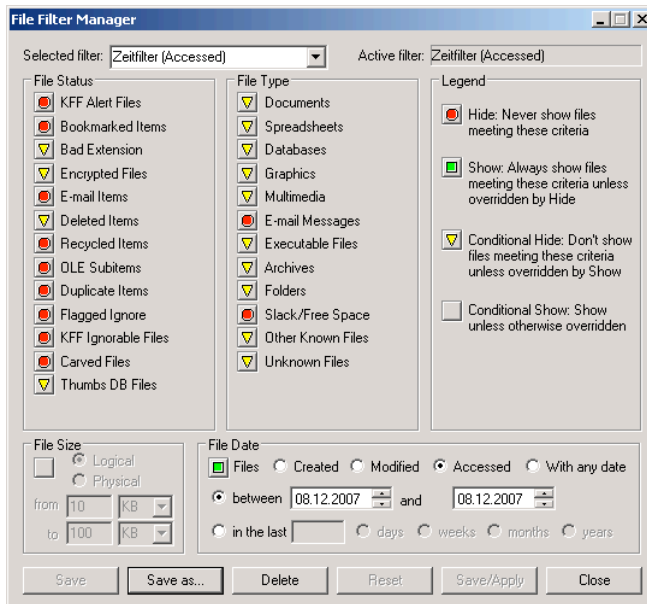 File Filter Manager
Selected filter: Zeitfilter (Accessed)
Active filter: Zeitfilter (Accessed)
File Status
KFF Alert Files
Bookmarked Items
Bad Extension
Encrypted Files
E-mail Items
Deleted Items
Recycled Items
OLE Subitems
Duplicate Items
Flagged Ignore
KFF Ignorable Files
Carved Files
Thumbs DB Files
File Type
Documents
Spreadsheets
Databases
Graphics
Multimedia
E-mail Messages
Executable Files
Archives
Folders
Slack/Free Space
Other Known Files
Unknown Files
Legend
Hide: Never show files
meeting these criteria
Show: Always show files
meeting these criteria unless
overridden by Hide
Conditional Hide: Don't show
files meeting these criteria
unless overridden by Show
Conditional Show: Show
unless otherwise overridden
File Size
Logical
Physical
from 10 KB
to 100 KB
File Date
Files Created Modified Accessed With any date
between 08.12.2007 and 08.12.2007
in the last days weeks months years
Save Save as... Delete Reset Save/Apply Close